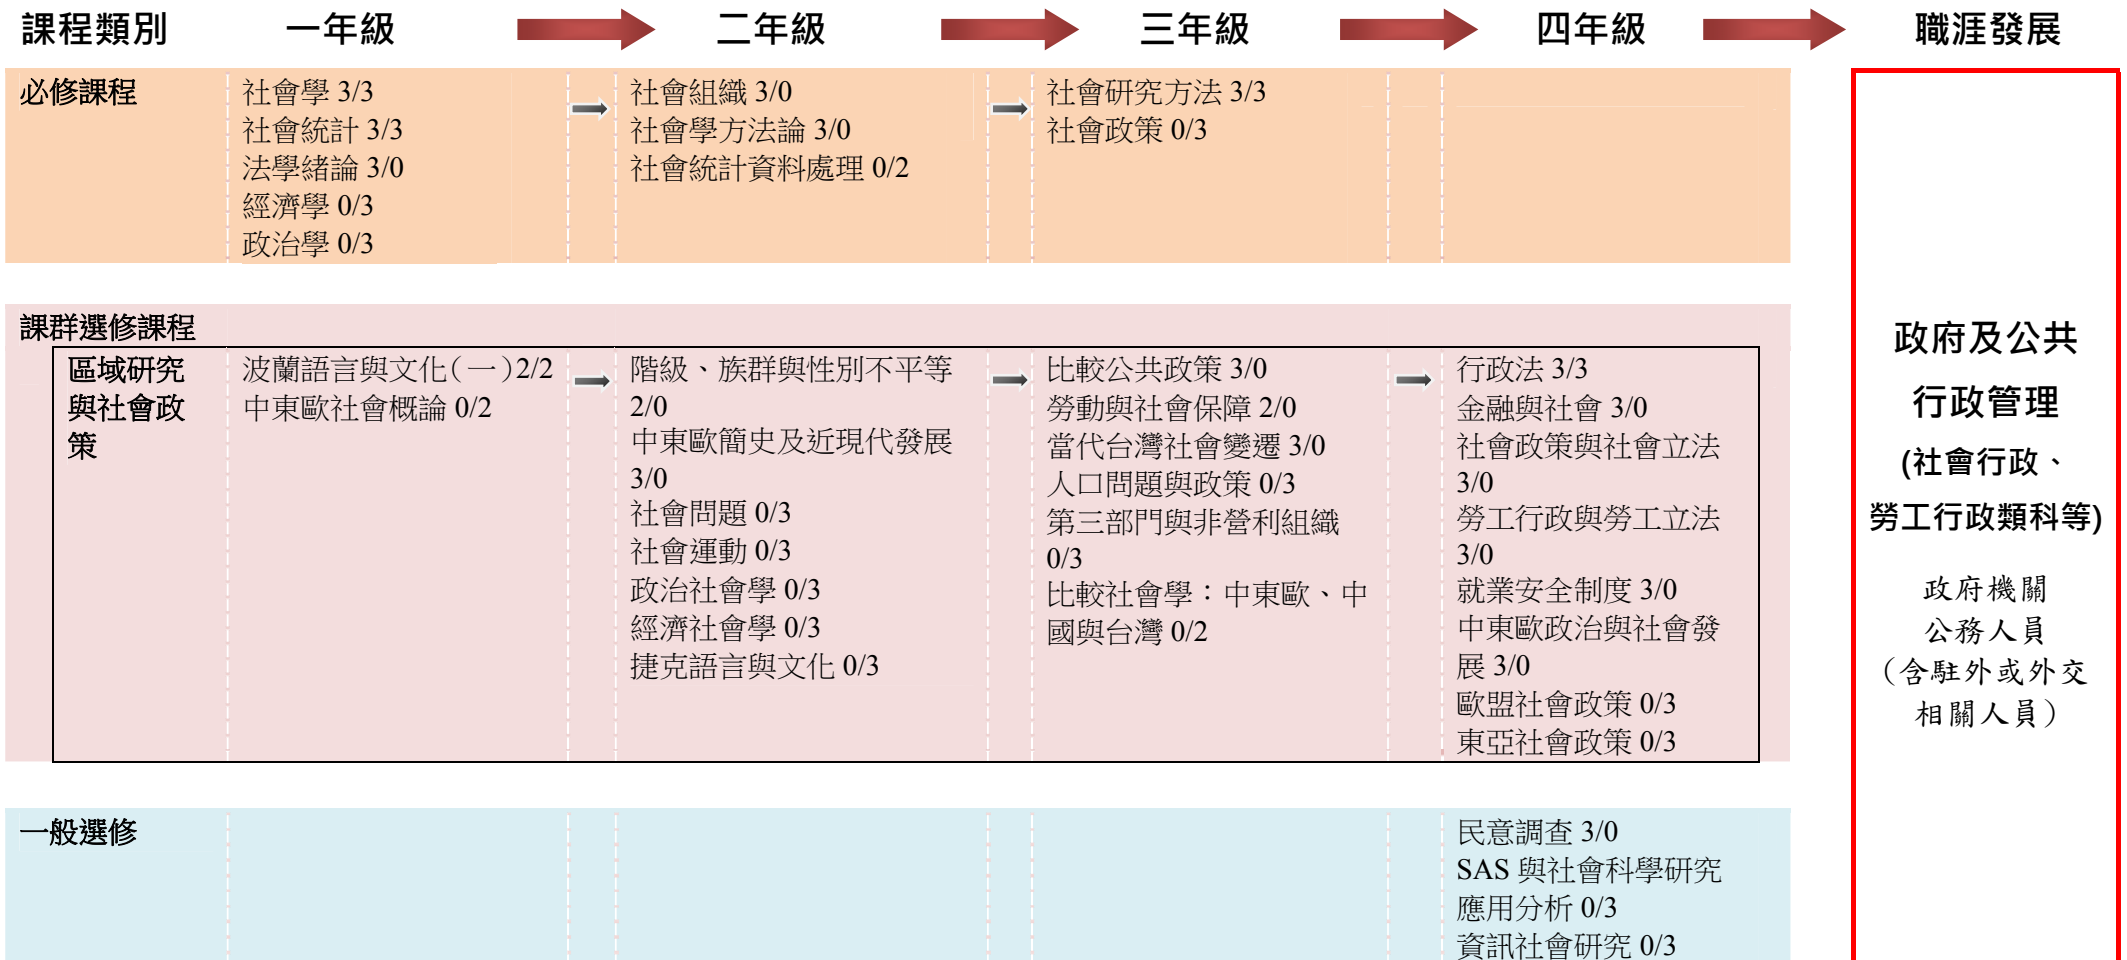 課程類別
一年級
二年級
三年級
四年級
職涯發展
必修課程
社會學 3/3
社會統計 3/3
法學緒論 3/0
經濟學 0/3
政治學 0/3
社會組織 3/0
社會學方法論 3/0
社會統計資料處理 0/2
社會研究方法 3/3
社會政策 0/3
課群選修課程
區域研究
與社會政
策
波蘭語言與文化(一)2/2
中東歐社會概論 0/2
階級、族群與性別不平等
2/0
中東歐簡史及近現代發展
3/0
社會問題 0/3
社會運動 0/3
政治社會學 0/3
經濟社會學 0/3
捷克語言與文化 0/3
比較公共政策 3/0
勞動與社會保障 2/0
當代台灣社會變遷 3/0
人口問題與政策 0/3
第三部門與非營利組織
0/3
比較社會學：中東歐、中
國與台灣 0/2
行政法 3/3
金融與社會 3/0
社會政策與社會立法
3/0
勞工行政與勞工立法
3/0
就業安全制度 3/0
中東歐政治與社會發
展 3/0
歐盟社會政策 0/3
東亞社會政策 0/3
一般選修
民意調查 3/0
SAS 與社會科學研究
應用分析 0/3
資訊社會研究 0/3
政府及公共
行政管理
(社會行政、
勞工行政類科等)
政府機關
公務人員
（含駐外或外交
相關人員）